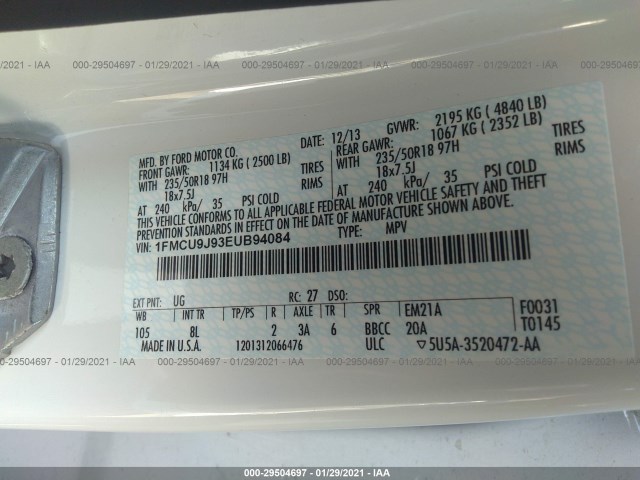 000-29504697 - 01/29/2021 - IAA
MFD. BY FORD MOTOR CO.
DATE: 12/13 GVWR: 2195 KG ( 4840 LB)
FRONT GAWR: 1134 KG ( 2500 LB) REAR GAWR: 1067 KG ( 2352 LB)
WITH 235/50R18 97H TIRES WITH 235/50R18 97H TIRES
18x7.5J RIMS 18x7.5J RIMS
AT 240 kPa/ 35 PSI COLD AT 240 kPa/ 35 PSI COLD
THIS VEHICLE CONFORMS TO ALL APPLICABLE FEDERAL MOTOR VEHICLE SAFETY AND THEFT
PREVENTION STANDARDS IN EFFECT ON THE DATE OF MANUFACTURE SHOWN ABOVE.
VIN: 1FMCU9J93EUB94084
TYPE: MPV
EXT PNT: UG RC: 27 DSO:
WB INT TR TP/PS R AXLE TR SPR EM21A F0031
105 8L 2 3A 6 BBCC 20A T0145
MADE IN U.S.A. 1201312066476 ULC ▽5U5A-3520472-AA
000-29504697 - 01/29/2021 - IAA